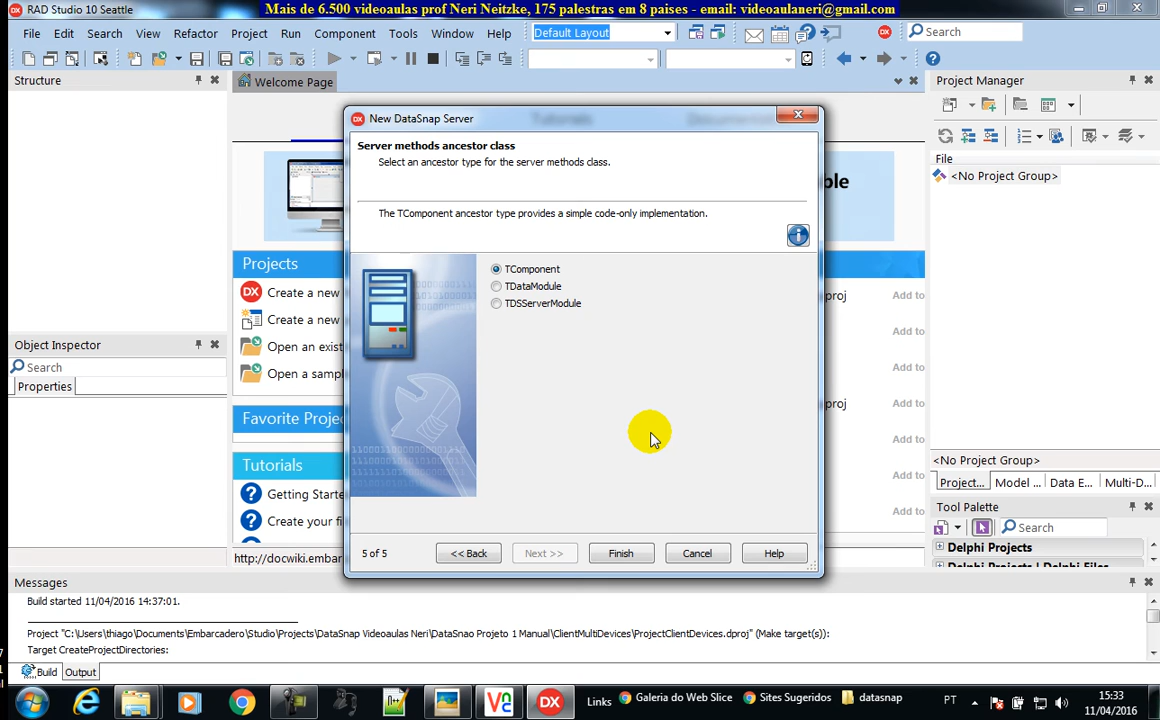 RAD Studio 10 Seattle
Mais de 6.500 videoaulas prof Neri Neitzke, 175 palestras em 8 paises - email: videoaulaneri@gmail.com
File Edit Search View Refactor Project Run Component Tools Window Help
Default Layout
Search
Structure
Welcome Page
Project Manager
File
<No Project Group>
New DataSnap Server
Server methods ancestor class
Select an ancestor type for the server methods class.
The TComponent ancestor type provides a simple code-only implementation.
TComponent
TDataModule
TDSServerModule
5 of 5
<< Back
Next >>
Finish
Cancel
Help
Projects
Create a new
Create a new
Open an exist
Open a samp
Favorite Proje
Tutorials
Getting Starte
Create your fi
http://docwiki.embar
ble
roj
Add to
Add to
Add to
roj
Add to
Add to
Add to
Add to
Object Inspector
Search
Properties
<No Project Group>
Project... Model ... Data E... Multi-D...
Tool Palette
Search
Delphi Projects
Delphi Projects | Delphi Files
Messages
Build started 11/04/2016 14:37:01.
Project "C:\Users\thiago\Documents\Embarcadero\Studio\Projects\DataSnap Videoaulas Neri\DataSnao Projeto 1 Manual\ClientMultiDevices\ProjectClientDevices.dproj" (Make target(s)):
Target CreateProjectDirectories:
Build Output
Links
Galeria do Web Slice
Sites Sugeridos
datasnap
PT
15:33
11/04/2016